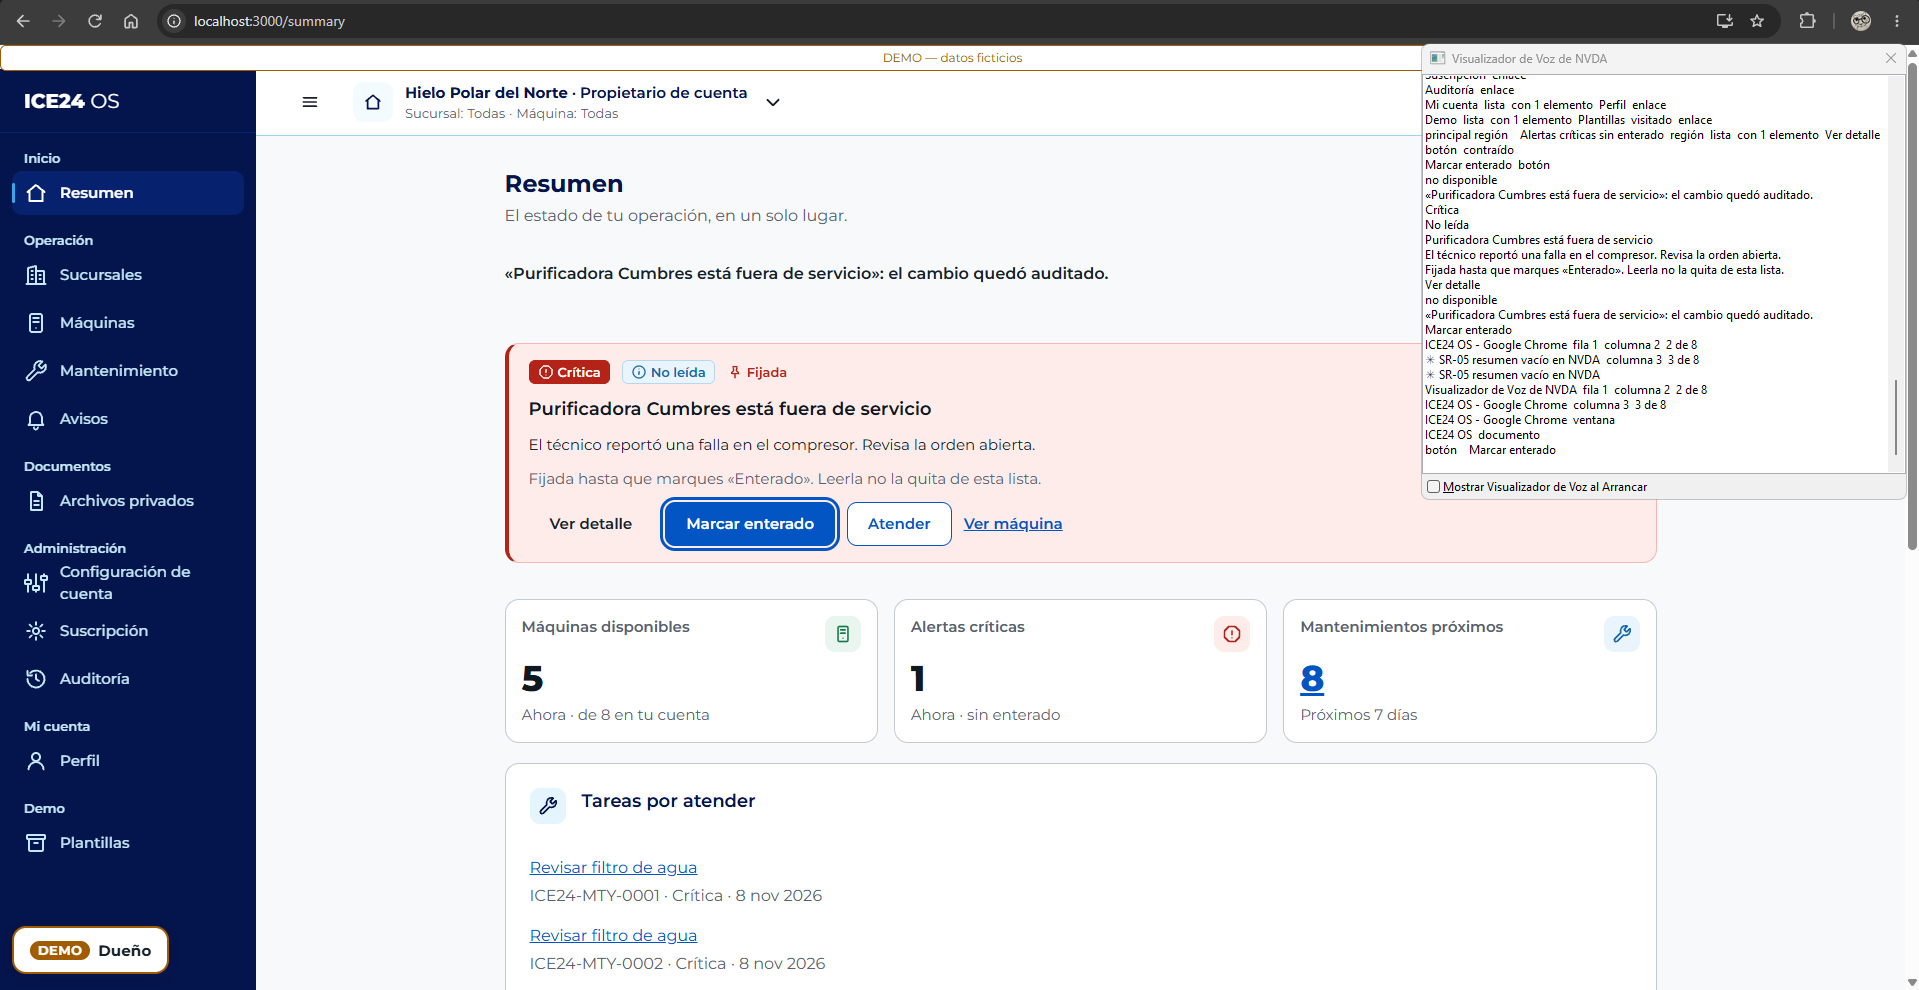 localhost:3000/summary
DEMO — datos ficticios
ICE24 OS
Inicio
Resumen
Operación
Sucursales
Máquinas
Mantenimiento
Avisos
Documentos
Archivos privados
Administración
Configuración de
cuenta
Suscripción
Auditoría
Mi cuenta
Perfil
Demo
Plantillas
DEMO Dueño
Hielo Polar del Norte · Propietario de cuenta
Sucursal: Todas · Máquina: Todas
Resumen
El estado de tu operación, en un solo lugar.
«Purificadora Cumbres está fuera de servicio»: el cambio quedó auditado.
Crítica No leída Fijada
Purificadora Cumbres está fuera de servicio
El técnico reportó una falla en el compresor. Revisa la orden abierta.
Fijada hasta que marques «Enterado». Leerla no la quita de esta lista.
Ver detalle Marcar enterado Atender Ver máquina
Máquinas disponibles
5
Ahora · de 8 en tu cuenta
Alertas críticas
1
Ahora · sin enterado
Mantenimientos próximos
8
Próximos 7 días
Tareas por atender
Revisar filtro de agua
ICE24-MTY-0001 · Crítica · 8 nov 2026
Revisar filtro de agua
ICE24-MTY-0002 · Crítica · 8 nov 2026
Visualizador de Voz de NVDA
Suscripción enlace
Auditoría enlace
Mi cuenta lista con 1 elemento Perfil enlace
Demo lista con 1 elemento Plantillas visitado enlace
principal región Alertas críticas sin enterado región lista con 1 elemento Ver detalle
botón contraído
Marcar enterado botón
no disponible
«Purificadora Cumbres está fuera de servicio»: el cambio quedó auditado.
Crítica
No leída
Purificadora Cumbres está fuera de servicio
El técnico reportó una falla en el compresor. Revisa la orden abierta.
Fijada hasta que marques «Enterado». Leerla no la quita de esta lista.
Ver detalle
no disponible
«Purificadora Cumbres está fuera de servicio»: el cambio quedó auditado.
Marcar enterado
ICE24 OS - Google Chrome fila 1 columna 2 2 de 8
✳ SR-05 resumen vacío en NVDA columna 3 3 de 8
✳ SR-05 resumen vacío en NVDA
Visualizador de Voz de NVDA fila 1 columna 2 2 de 8
ICE24 OS - Google Chrome columna 3 3 de 8
ICE24 OS - Google Chrome ventana
ICE24 OS documento
botón Marcar enterado
Mostrar Visualizador de Voz al Arrancar